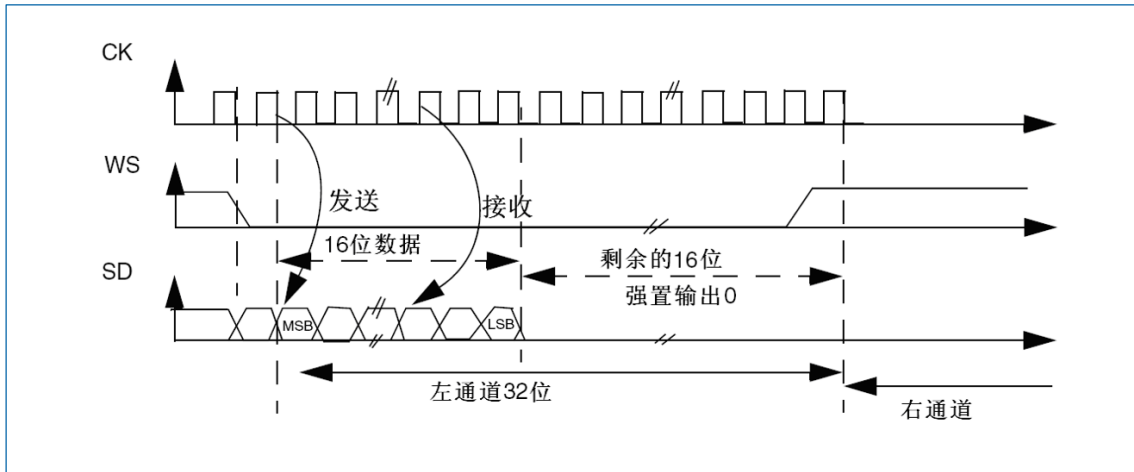 CK
WS
发送
接收
16位数据
剩余的16位
强置输出0
SD
MSB
LSB
左通道32位
右通道